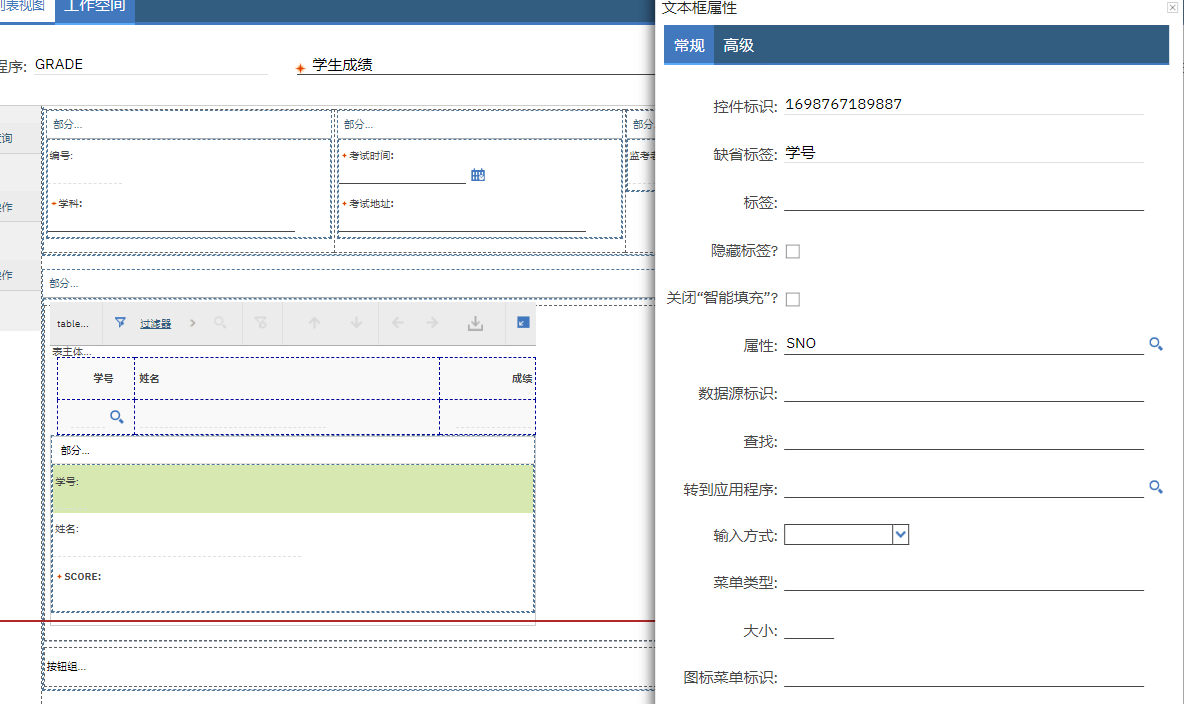 列表视图 工作空间
程序: GRADE 学生成绩
询
操作
操作
部分... 部分... 部分
编号: 考试时间: 监考老
学科: 考试地址:
部分...
table... 过滤器
表主体...
学号 姓名 成绩
部分...
学号:
姓名:
SCORE:
按钮组...
文本框属性
常规 高级
控件标识: 1698767189887
缺省标签: 学号
标签:
隐藏标签?
关闭“智能填充”?
属性: SNO
数据源标识:
查找:
转到应用程序:
输入方式:
菜单类型:
大小:
图标菜单标识: